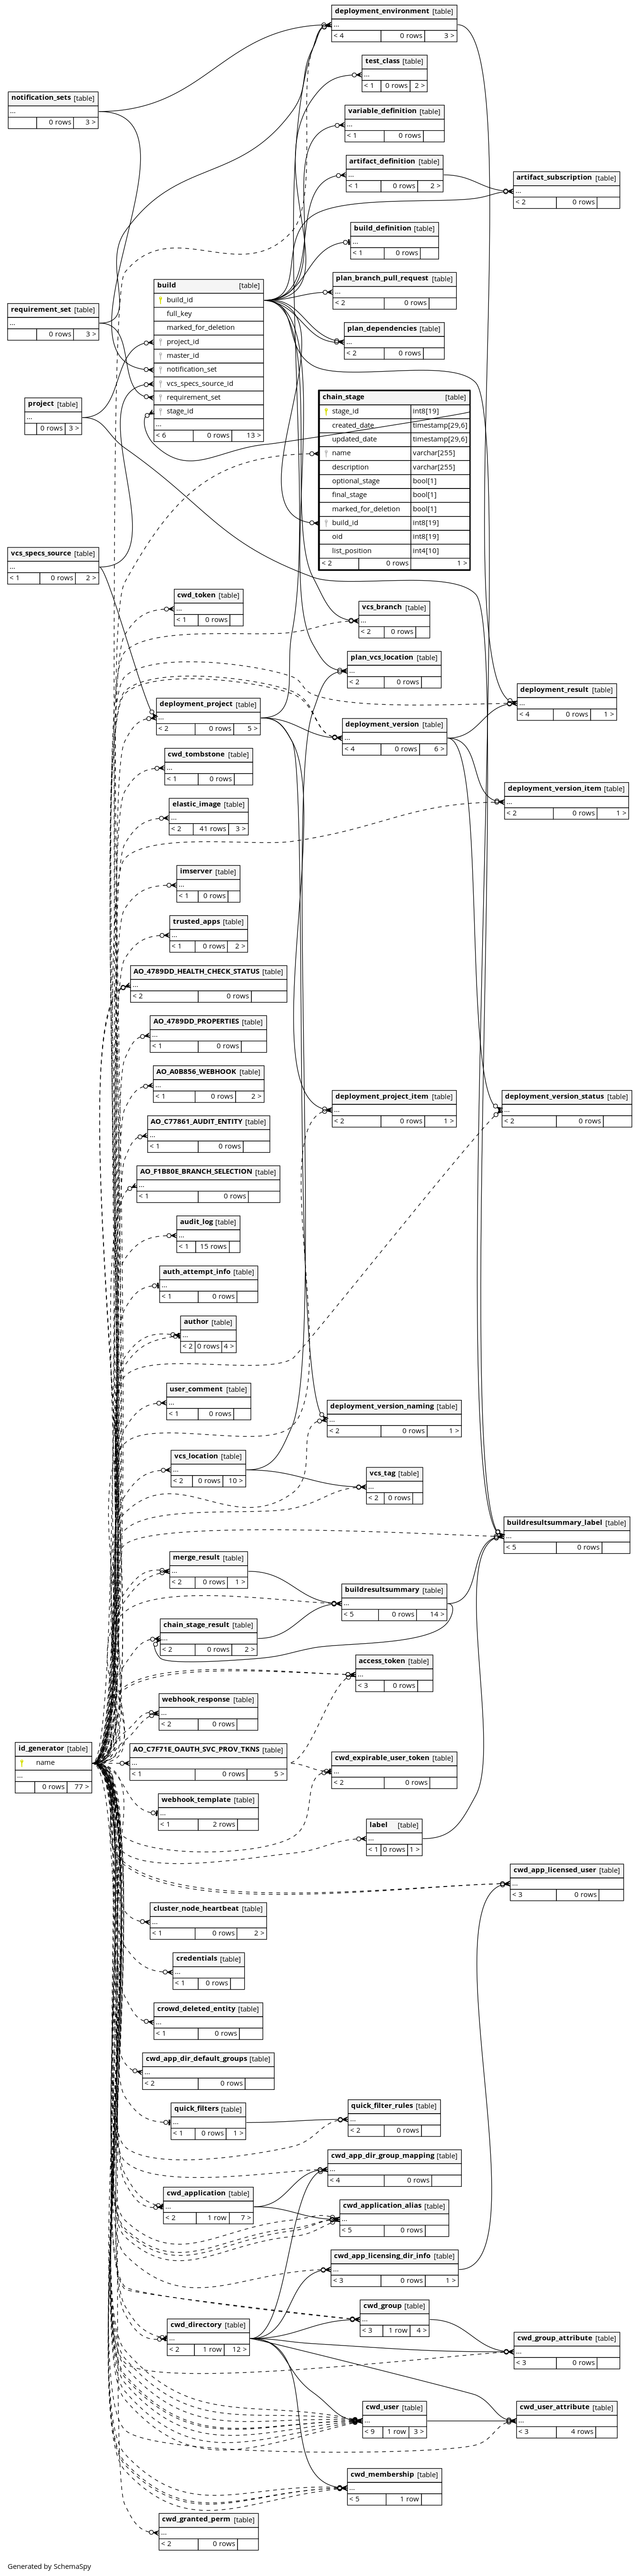 deployment_environment [table]
...
< 4 0 rows 3 >
test_class [table]
...
< 1 0 rows 2 >
notification_sets [table]
...
0 rows 3 >
variable_definition [table]
...
< 1 0 rows
artifact_definition [table]
...
< 1 0 rows 2 >
artifact_subscription [table]
...
< 2 0 rows
build_definition [table]
...
< 1 0 rows
plan_branch_pull_request [table]
...
< 2 0 rows
plan_dependencies [table]
...
< 2 0 rows
build [table]
build_id
full_key
marked_for_deletion
project_id
master_id
notification_set
vcs_specs_source_id
requirement_set
stage_id
...
< 6 0 rows 13 >
requirement_set [table]
...
0 rows 3 >
project [table]
...
0 rows 3 >
chain_stage [table]
stage_id int8[19]
created_date timestamp[29,6]
updated_date timestamp[29,6]
name varchar[255]
description varchar[255]
optional_stage bool[1]
final_stage bool[1]
marked_for_deletion bool[1]
build_id int8[19]
oid int8[19]
list_position int4[10]
< 2 0 rows 1 >
vcs_specs_source [table]
...
< 1 0 rows 2 >
cwd_token [table]
...
< 1 0 rows
vcs_branch [table]
...
< 2 0 rows
plan_vcs_location [table]
...
< 2 0 rows
deployment_result [table]
...
< 4 0 rows 1 >
deployment_project [table]
...
< 2 0 rows 5 >
deployment_version [table]
...
< 4 0 rows 6 >
cwd_tombstone [table]
...
< 1 0 rows
deployment_version_item [table]
...
< 2 0 rows 1 >
elastic_image [table]
...
< 2 41 rows 3 >
imserver [table]
...
< 1 0 rows
trusted_apps [table]
...
< 1 0 rows 2 >
AO_4789DD_HEALTH_CHECK_STATUS [table]
...
< 2 0 rows
AO_4789DD_PROPERTIES [table]
...
< 1 0 rows
AO_A0B856_WEBHOOK [table]
...
< 1 0 rows 2 >
deployment_project_item [table]
...
< 2 0 rows 1 >
deployment_version_status [table]
...
< 2 0 rows
AO_C77861_AUDIT_ENTITY [table]
...
< 1 0 rows
AO_F1B80E_BRANCH_SELECTION [table]
...
< 1 0 rows
audit_log [table]
...
< 1 15 rows
auth_attempt_info [table]
...
< 1 0 rows
author [table]
...
< 2 0 rows 4 >
user_comment [table]
...
< 1 0 rows
deployment_version_naming [table]
...
< 2 0 rows 1 >
vcs_location [table]
...
< 2 0 rows 10 >
vcs_tag [table]
...
< 2 0 rows
buildresultsummary_label [table]
...
< 5 0 rows
merge_result [table]
...
< 2 0 rows 1 >
buildresultsummary [table]
...
< 5 0 rows 14 >
chain_stage_result [table]
...
< 2 0 rows 2 >
access_token [table]
...
< 3 0 rows
webhook_response [table]
...
< 2 0 rows
id_generator [table]
name
...
0 rows 77 >
AO_C7F71E_OAUTH_SVC_PROV_TKNS [table]
...
< 1 0 rows 5 >
cwd_expirable_user_token [table]
...
< 2 0 rows
webhook_template [table]
...
< 1 2 rows
label [table]
...
< 1 0 rows 1 >
cwd_app_licensed_user [table]
...
< 3 0 rows
cluster_node_heartbeat [table]
...
< 1 0 rows 2 >
credentials [table]
...
< 1 0 rows
crowd_deleted_entity [table]
...
< 1 0 rows
cwd_app_dir_default_groups [table]
...
< 2 0 rows
quick_filters [table]
...
< 1 0 rows 1 >
quick_filter_rules [table]
...
< 2 0 rows
cwd_app_dir_group_mapping [table]
...
< 4 0 rows
cwd_application [table]
...
< 2 1 row 7 >
cwd_application_alias [table]
...
< 5 0 rows
cwd_app_licensing_dir_info [table]
...
< 3 0 rows 1 >
cwd_group [table]
...
< 3 1 row 4 >
cwd_directory [table]
...
< 2 1 row 12 >
cwd_group_attribute [table]
...
< 3 0 rows
cwd_user [table]
...
< 9 1 row 3 >
cwd_user_attribute [table]
...
< 3 4 rows
cwd_membership [table]
...
< 5 1 row
cwd_granted_perm [table]
...
< 2 0 rows
Generated by SchemaSpy